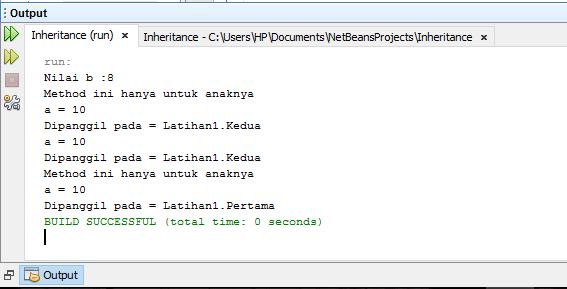 Output
Inheritance (run) × Inheritance - C:\Users\HP\Documents\NetBeansProjects\Inheritance ×
run:
Nilai b :8
Method ini hanya untuk anaknya
a = 10
Dipanggil pada = Latihan1.Kedua
a = 10
Dipanggil pada = Latihan1.Kedua
Method ini hanya untuk anaknya
a = 10
Dipanggil pada = Latihan1.Pertama
BUILD SUCCESSFUL (total time: 0 seconds)
Output